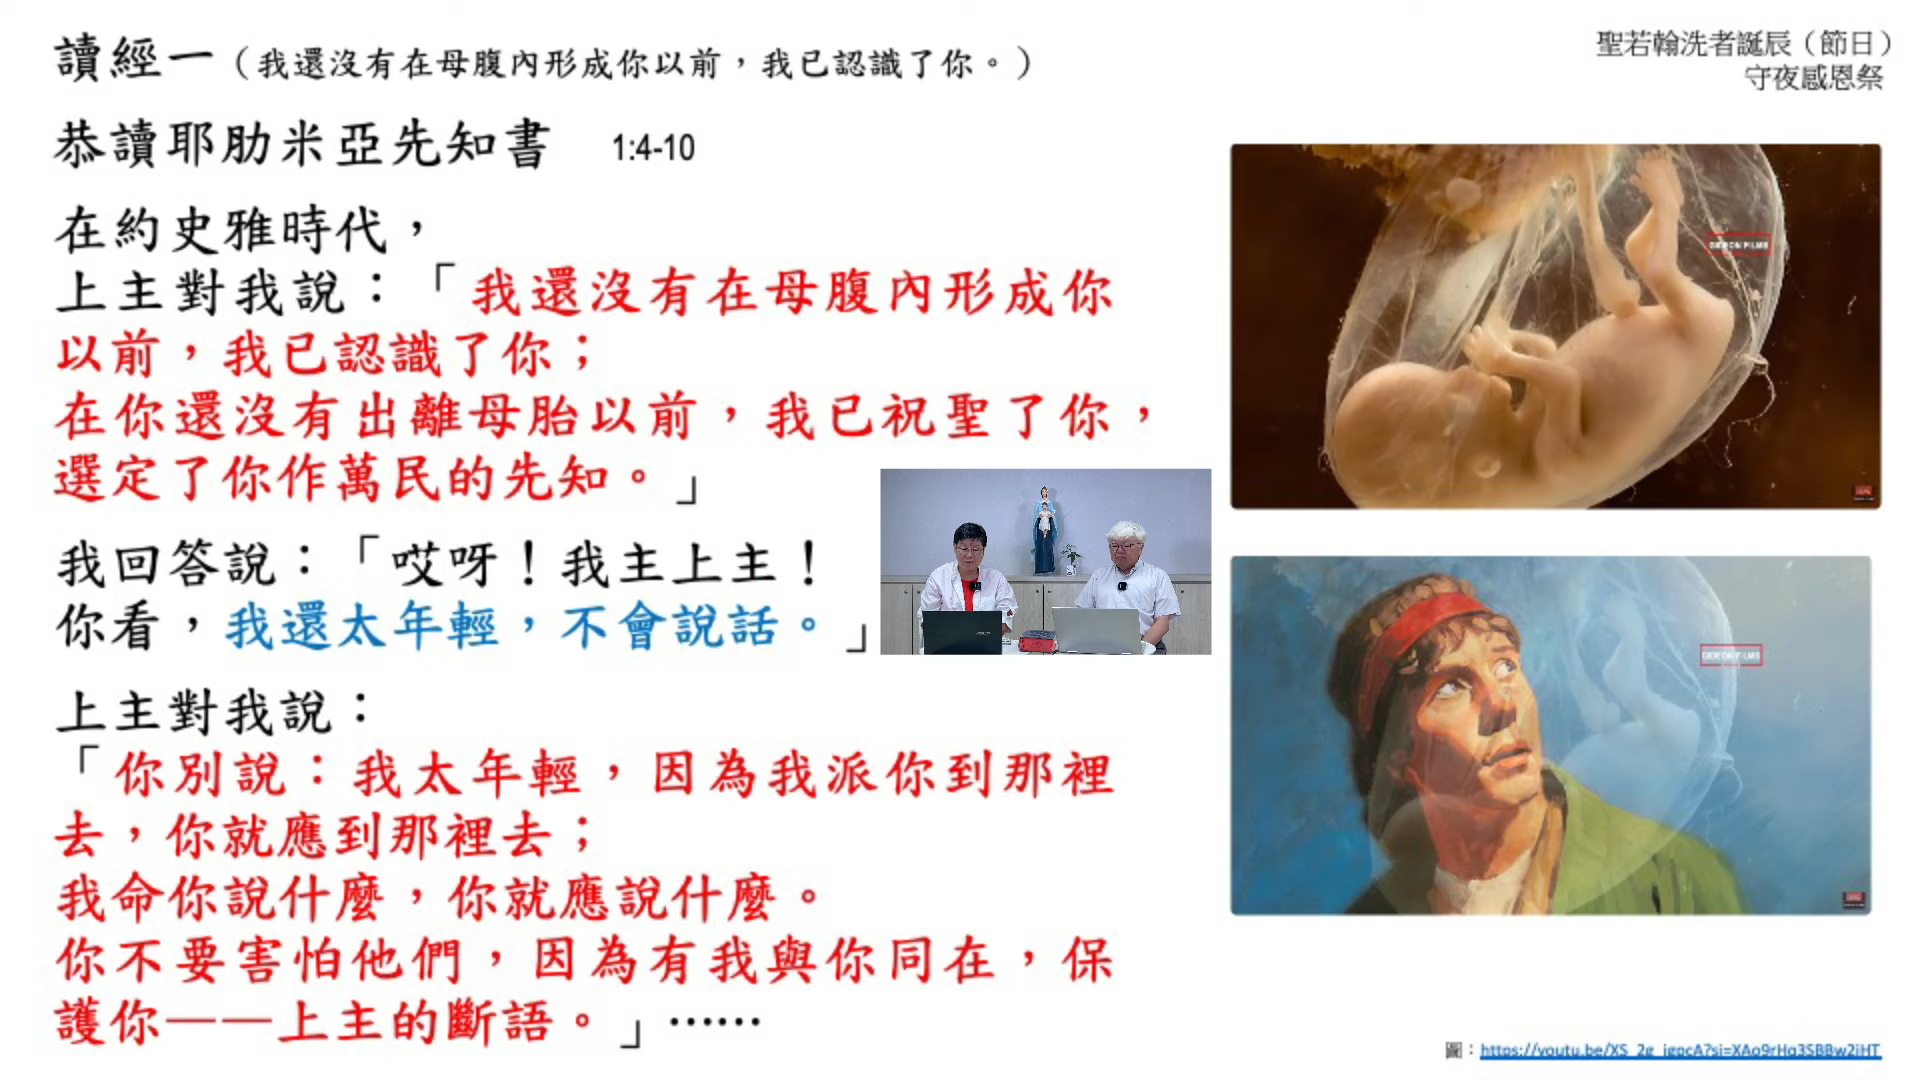 讀經一（我還沒有在母腹內形成你以前，我已認識了你。）
聖若翰洗者誕辰（節日）
守夜感恩祭
恭讀耶肋米亞先知書 1:4-10
在約史雅時代，
上主對我說：「我還沒有在母腹內形成你
以前，我已認識了你；
在你還沒有出離母胎以前，我已祝聖了你，
選定了你作萬民的先知。」
我回答說：「哎呀！我主上主！
你看，我還太年輕，不會說話。」
上主對我說：
「你別說：我太年輕，因為我派你到那裡
去，你就應到那裡去；
我命你說什麼，你就應說什麼。
你不要害怕他們，因為有我與你同在，保
護你——上主的斷語。」……
GIDEON FILMS
GIDEON FILMS
圖：